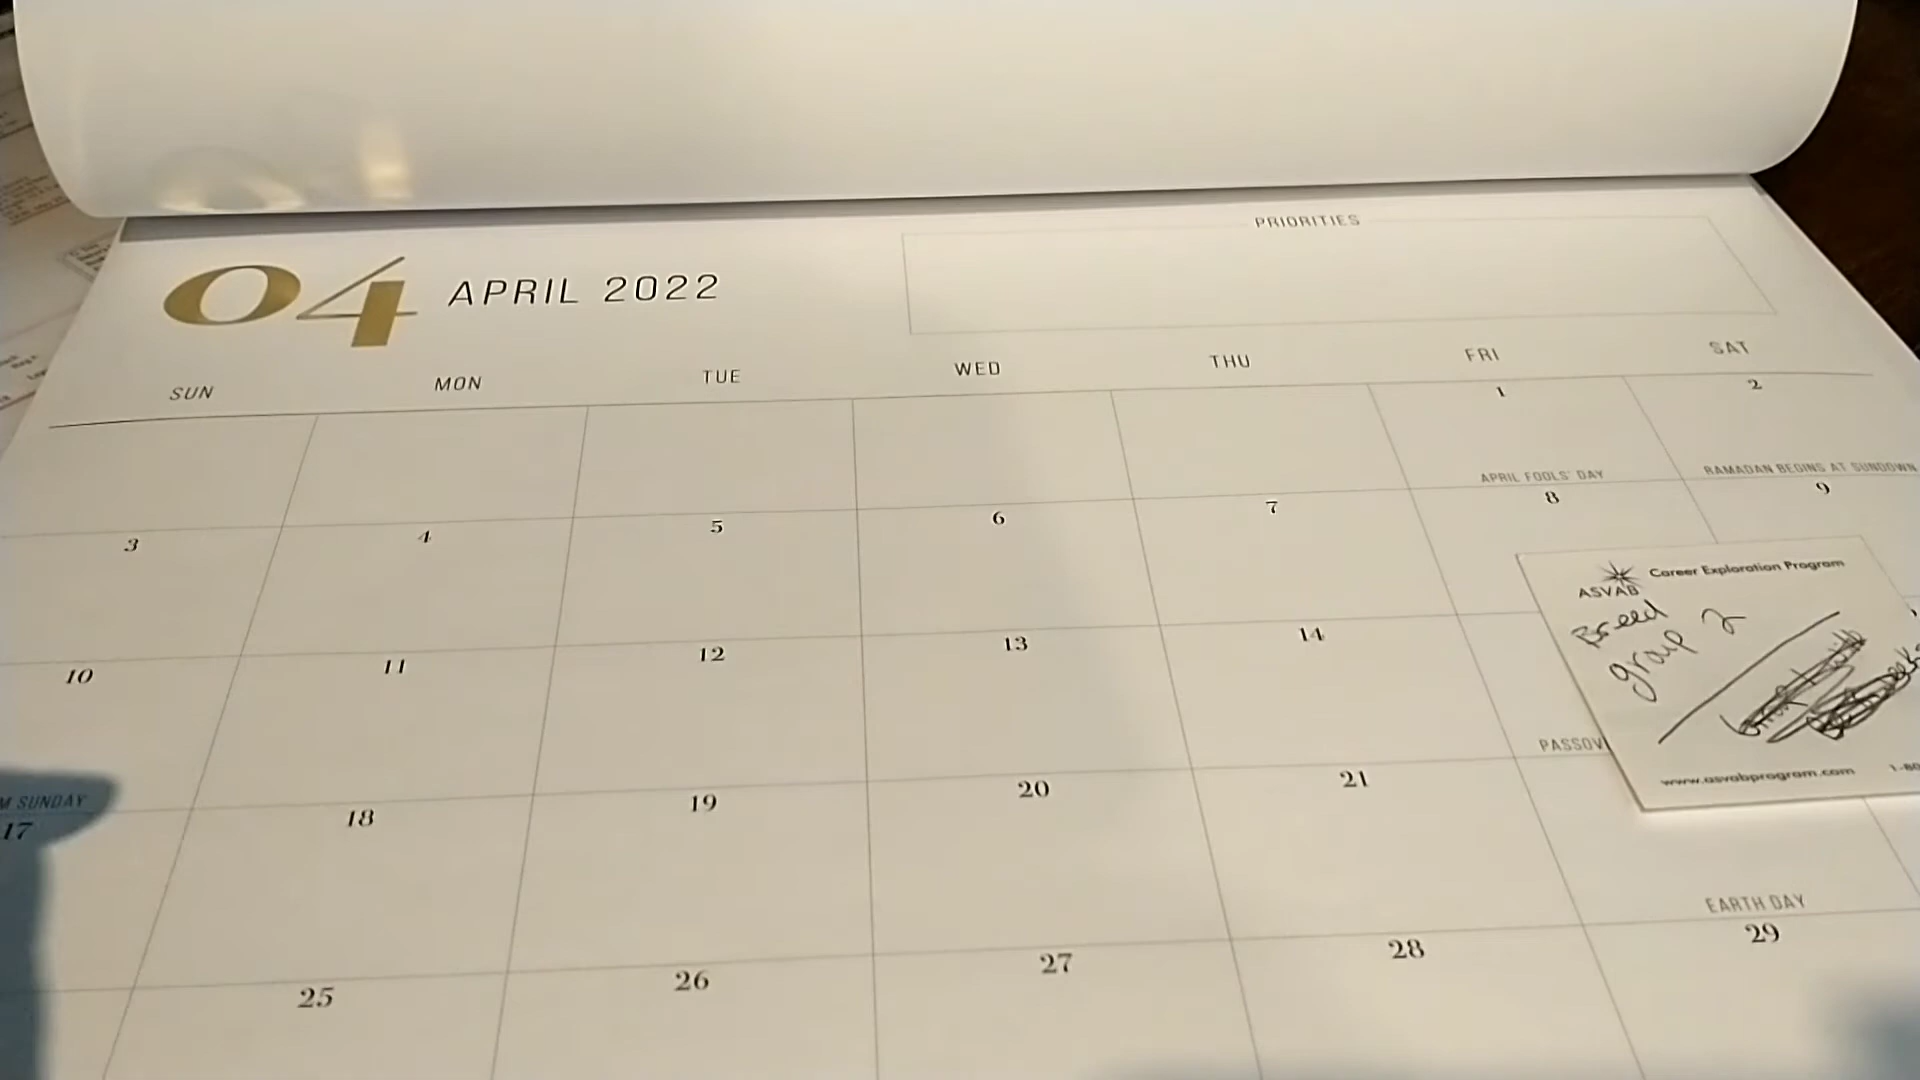 PRIORITIES
04 APRIL 2022
SUN MON TUE WED THU FRI SAT
1 2
APRIL FOOLS' DAY RAMADAN BEGINS AT SUNDOWN
3 4 5 6 7 8 9
ASVAB Career Exploration Program
Breed
group 2
10 11 12 13 14
PASSOV
www.asvabprogram.com 1-80
M SUNDAY
17 18 19 20 21
EARTH DAY
25 26 27 28 29